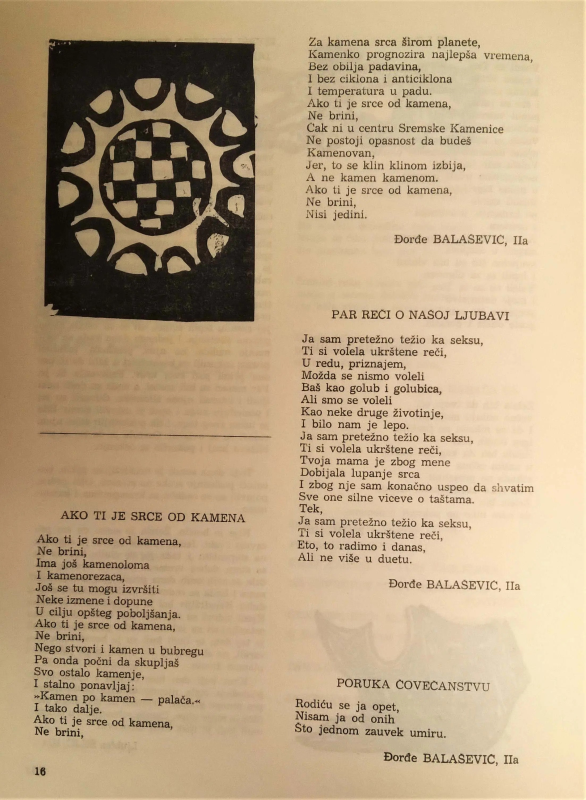 AKO TI JE SRCE OD KAMENA
Ako ti je srce od kamena,
Ne brini,
Ima još kamenoloma
I kamenorezaca,
Još se tu mogu izvršiti
Neke izmene i dopune
U cilju opšteg poboljšanja.
Ako ti je srce od kamena,
Ne brini,
Nego stvori i kamen u bubregu
Pa onda počni da skupljaš
Svo ostalo kamenje,
I stalno ponavljaj:
»Kamen po kamen — palača.«
I tako dalje.
Ako ti je srce od kamena,
Ne brini,
Za kamena srca širom planete,
Kamenko prognozira najlepša vremena,
Bez obilja padavina,
I bez ciklona i anticiklona
I temperatura u padu.
Ako ti je srce od kamena,
Ne brini,
Cak ni u centru Sremske Kamenice
Ne postoji opasnost da budeš
Kamenovan,
Jer, to se klin klinom izbija,
A ne kamen kamenom.
Ako ti je srce od kamena,
Ne brini,
Nisi jedini.
Đorđe BALAŠEVIĆ, IIa
PAR REČI O NAŠOJ LJUBAVI
Ja sam pretežno težio ka seksu,
Ti si volela ukrštene reči,
U redu, priznajem,
Možda se nismo voleli
Baš kao golub i golubica,
Ali smo se voleli
Kao neke druge životinje,
I bilo nam je lepo.
Ja sam pretežno težio ka seksu,
Ti si volela ukrštene reči,
Tvoja mama je zbog mene
Dobijala lupanje srca
I zbog nje sam konačno uspeo da shvatim
Sve one silne viceve o taštama.
Tek,
Ja sam pretežno težio ka seksu,
Ti si volela ukrštene reči,
Eto, to radimo i danas,
Ali ne više u duetu.
Đorđe BALAŠEVIĆ, IIa
PORUKA ČOVEČANSTVU
Rodiću se ja opet,
Nisam ja od onih
Što jednom zauvek umiru.
Đorđe BALAŠEVIĆ, IIa
16